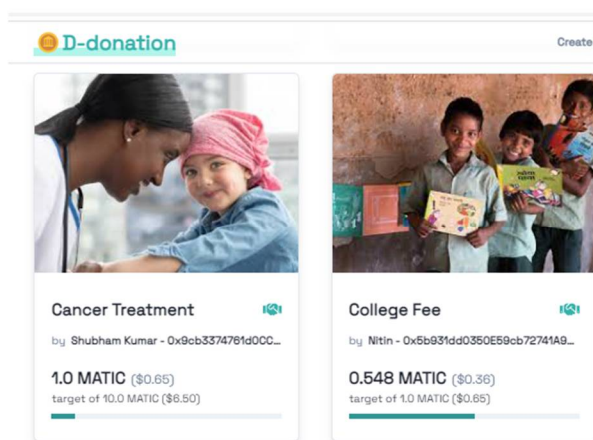 D-donation
Create
Cancer Treatment
by Shubham Kumar - 0x9cb3374761d0CC...
1.0 MATIC ($0.65)
target of 10.0 MATIC ($6.50)
College Fee
by Nitin - 0x5b931dd0350E59cb72741A9...
0.548 MATIC ($0.36)
target of 1.0 MATIC ($0.65)